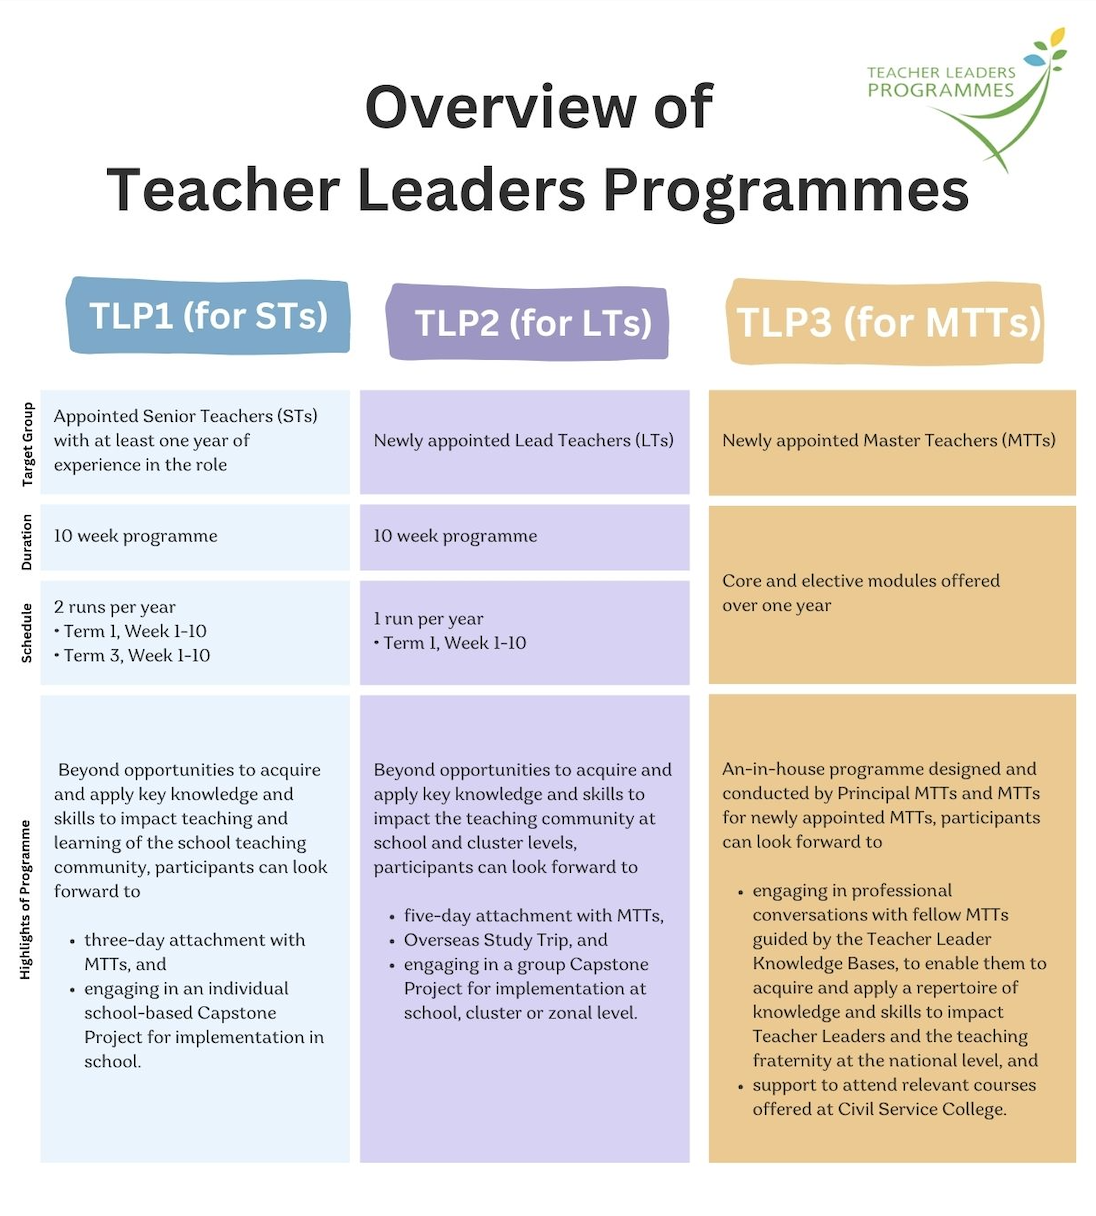 TEACHER LEADERS
PROGRAMMES
Overview of
Teacher Leaders Programmes
TLP1 (for STs)
TLP2 (for LTs)
TLP3 (for MTTs)
Target Group
Appointed Senior Teachers (STs)
with at least one year of
experience in the role
Newly appointed Lead Teachers (LTs)
Newly appointed Master Teachers (MTTs)
Duration
10 week programme
10 week programme
Core and elective modules offered
over one year
Schedule
2 runs per year
• Term 1, Week 1-10
• Term 3, Week 1-10
1 run per year
• Term 1, Week 1-10
Highlights of Programme
Beyond opportunities to acquire
and apply key knowledge and
skills to impact teaching and
learning of the school teaching
community, participants can look
forward to
• three-day attachment with
MTTs, and
• engaging in an individual
school-based Capstone
Project for implementation in
school.
Beyond opportunities to acquire and
apply key knowledge and skills to
impact the teaching community at
school and cluster levels,
participants can look forward to
• five-day attachment with MTTs,
• Overseas Study Trip, and
• engaging in a group Capstone
Project for implementation at
school, cluster or zonal level.
An-in-house programme designed and
conducted by Principal MTTs and MTTs
for newly appointed MTTs, participants
can look forward to
• engaging in professional
conversations with fellow MTTs
guided by the Teacher Leader
Knowledge Bases, to enable them to
acquire and apply a repertoire of
knowledge and skills to impact
Teacher Leaders and the teaching
fraternity at the national level, and
• support to attend relevant courses
offered at Civil Service College.